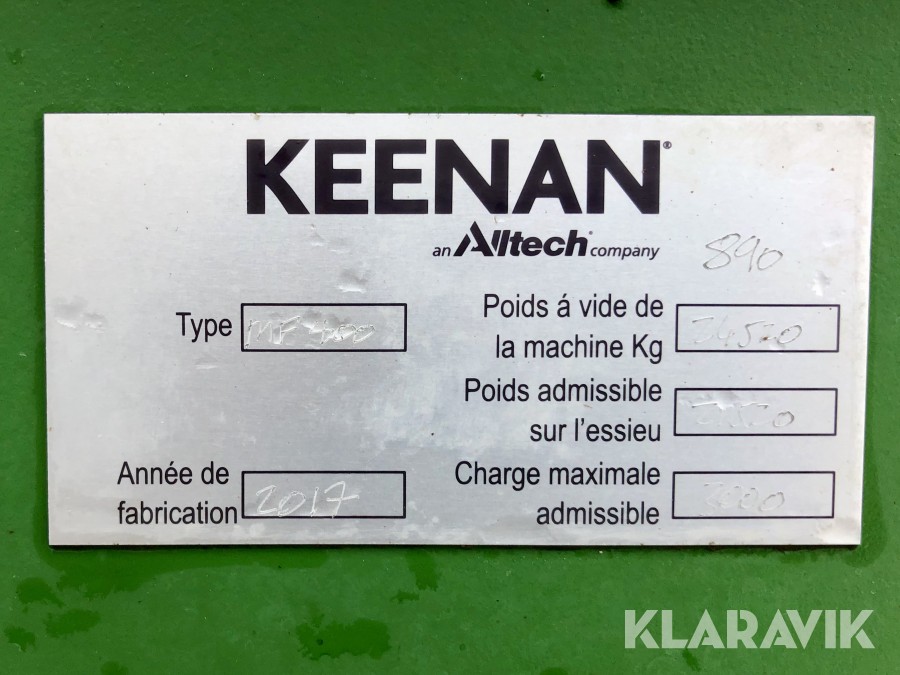 KEENAN®
an Alltech® company
890
Type
Poids á vide de
la machine Kg
Poids admissible
sur l'essieu
Année de
fabrication 2017
Charge maximale
admissible
KLARAVIK